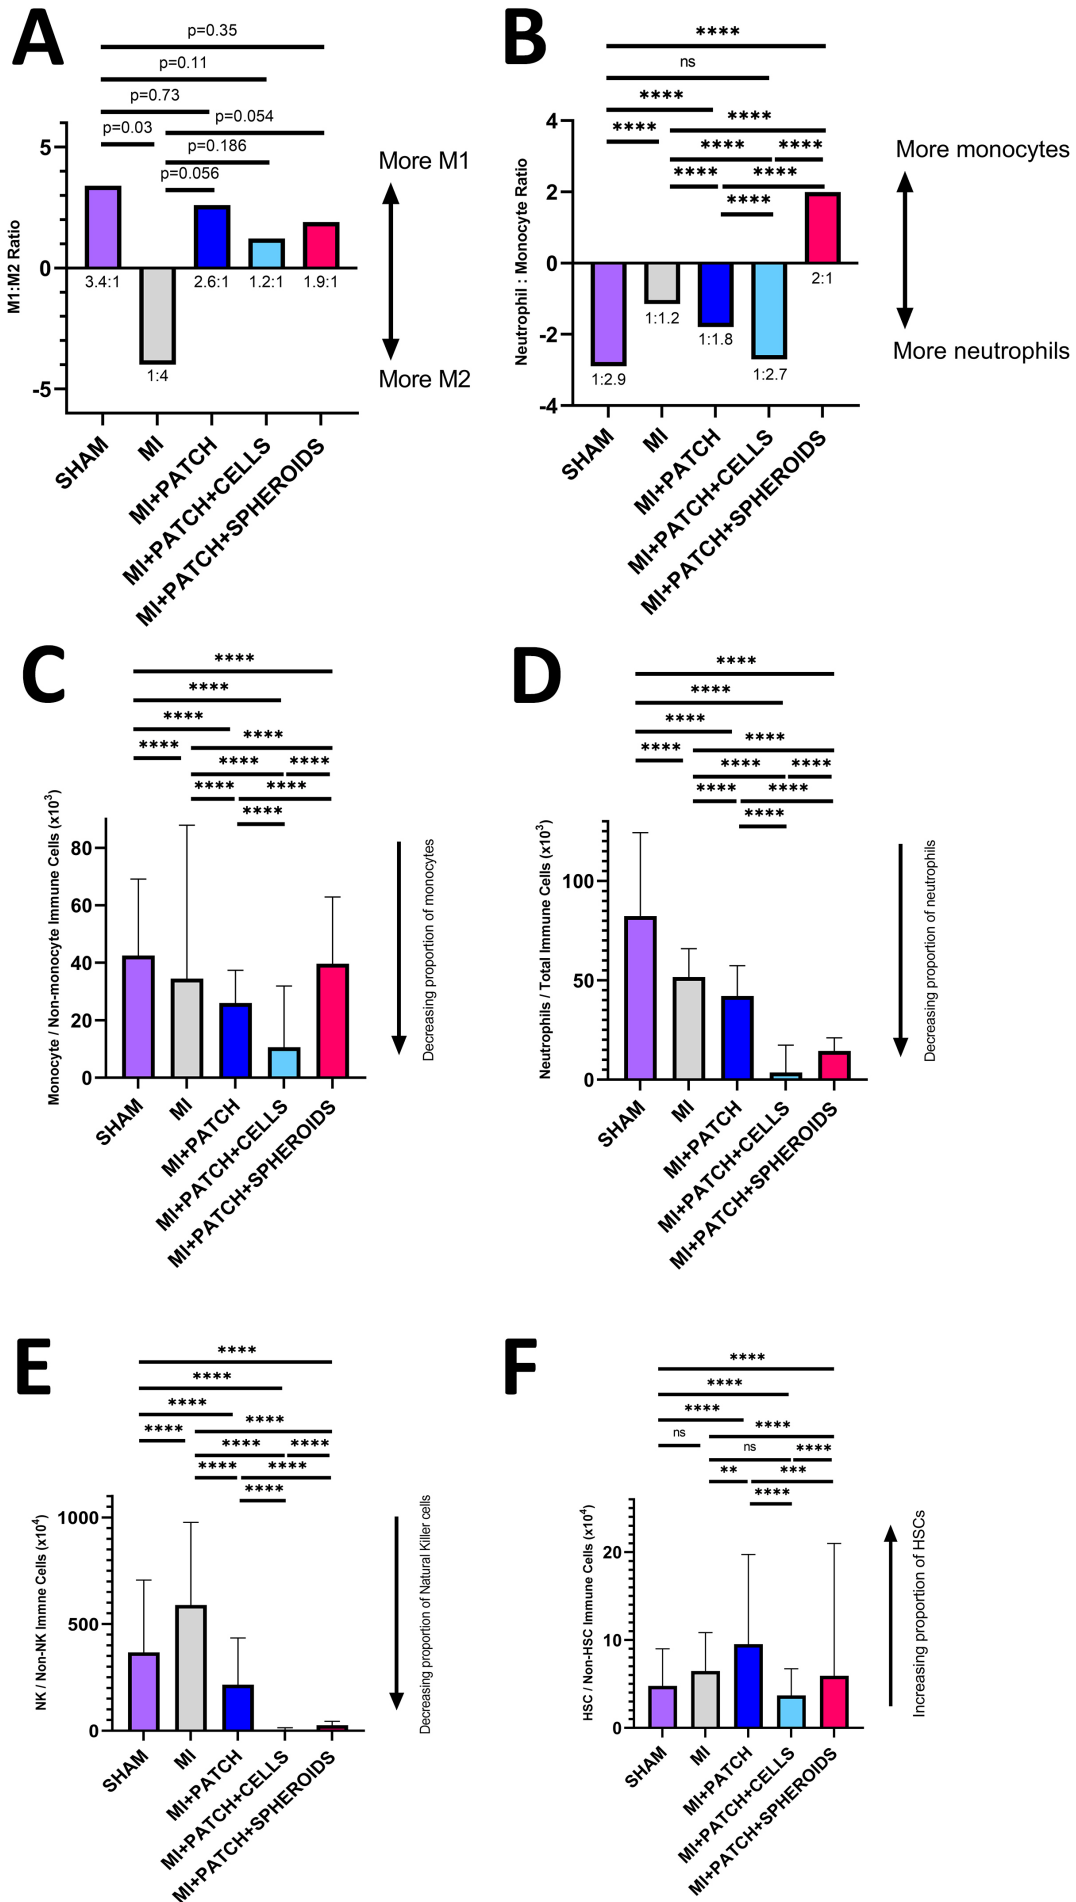 A
p=0.35
p=0.11
p=0.73
p=0.03
p=0.054
p=0.186
p=0.056
M1:M2 Ratio
5
0
-5
3.4:1
1:4
2.6:1
1.2:1
1.9:1
More M1
More M2
SHAM
MI
MI+PATCH
MI+PATCH+CELLS
MI+PATCH+SPHEROIDS
B
****
ns
****
****
****
****
****
****
****
****
Neutrophil : Monocyte Ratio
4
2
0
-2
-4
1:2.9
1:1.2
1:1.8
1:2.7
2:1
More monocytes
More neutrophils
SHAM
MI
MI+PATCH
MI+PATCH+CELLS
MI+PATCH+SPHEROIDS
C
****
****
****
****
****
****
****
****
****
****
Monocyte / Non-monocyte Immune Cells (x10³)
80
60
40
20
0
Decreasing proportion of monocytes
SHAM
MI
MI+PATCH
MI+PATCH+CELLS
MI+PATCH+SPHEROIDS
D
****
****
****
****
****
****
****
****
****
****
Neutrophils / Total Immune Cells (x10³)
100
50
0
Decreasing proportion of neutrophils
SHAM
MI
MI+PATCH
MI+PATCH+CELLS
MI+PATCH+SPHEROIDS
E
****
****
****
****
****
****
****
****
****
****
NK / Non-NK Immne Cells (x10⁴)
1000
500
0
Decreasing proportion of Natural Killer cells
SHAM
MI
MI+PATCH
MI+PATCH+CELLS
MI+PATCH+SPHEROIDS
F
****
****
****
ns
****
ns
****
**
***
****
HSC / Non-HSC Immune Cells (x10⁴)
20
10
0
Increasing proportion of HSCs
SHAM
MI
MI+PATCH
MI+PATCH+CELLS
MI+PATCH+SPHEROIDS